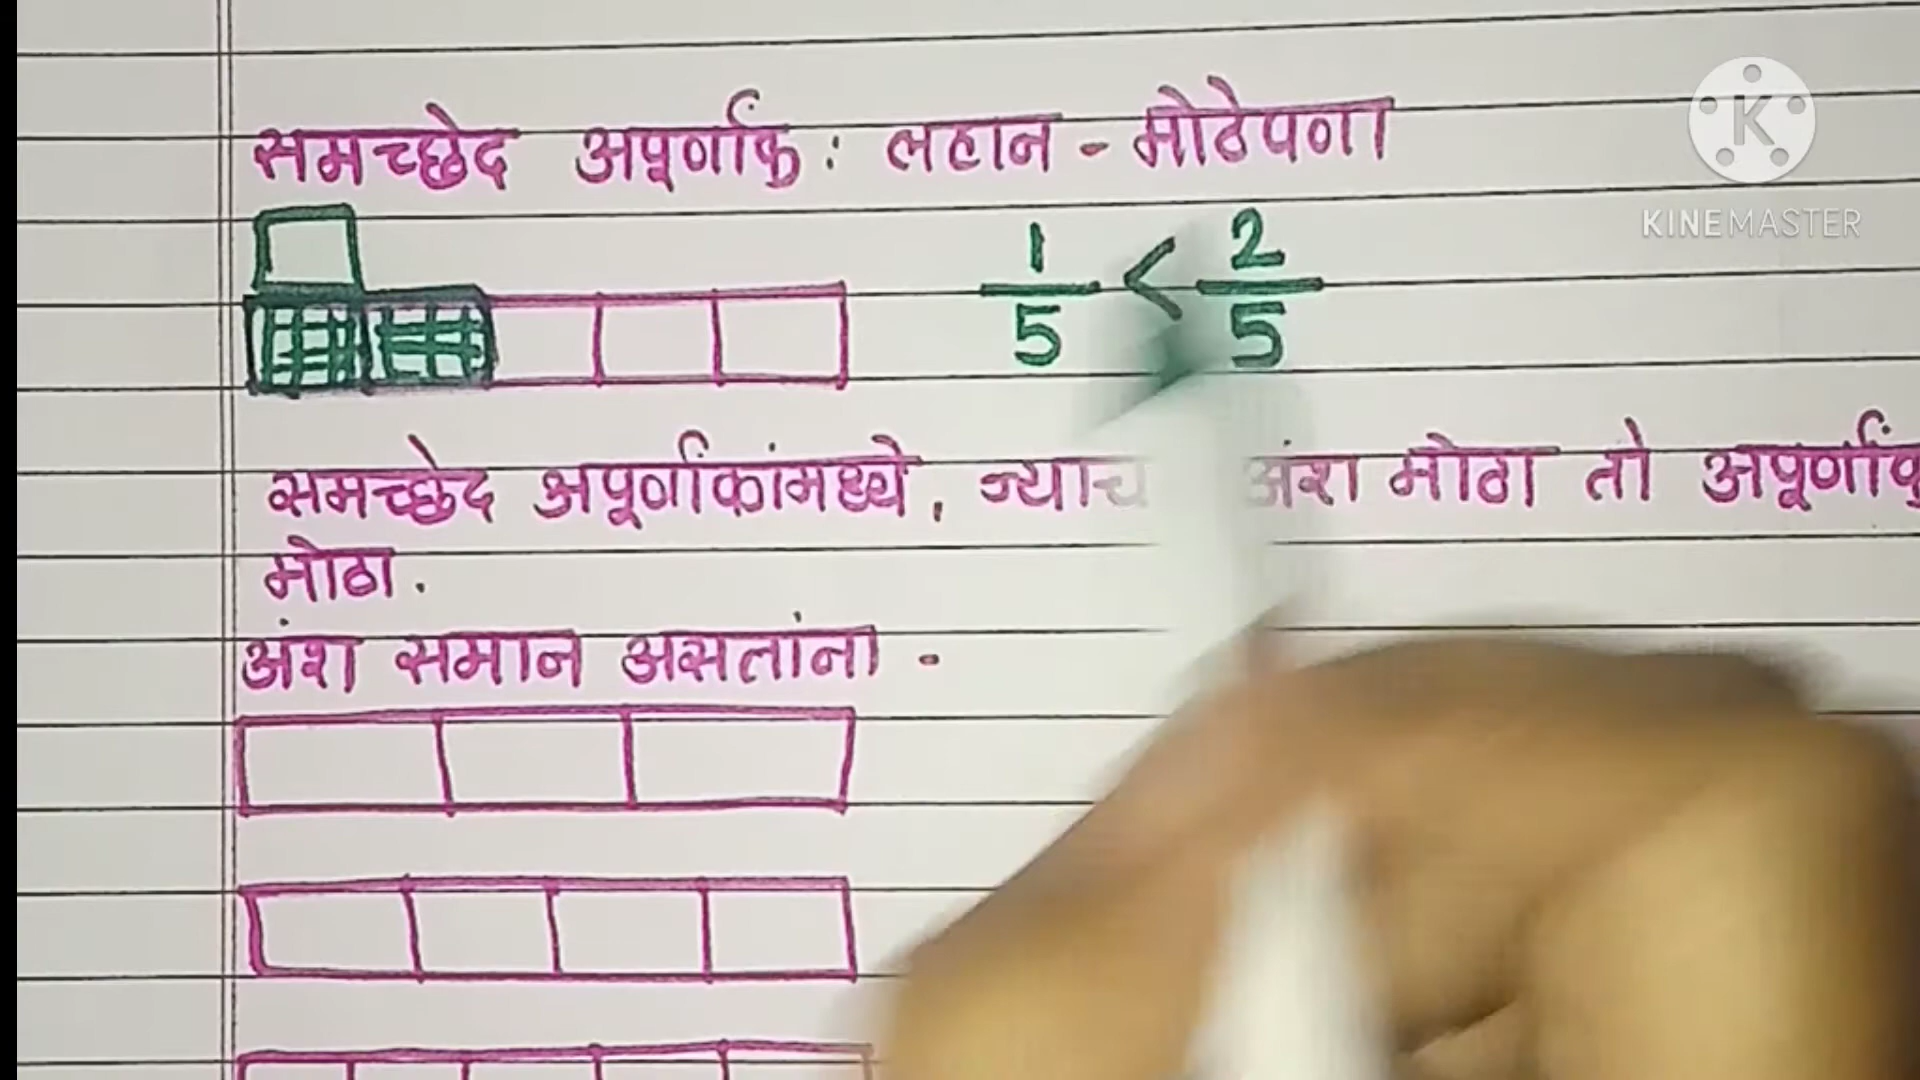 समच्छेद अपूर्णांक : लहान - मोठेपणा
1/5 < 2/5
समच्छेद अपूर्णांकांमध्ये, अंश मोठा तो अपूर्णांक
मोठा.
अंश समान असतांना -
K
KINEMASTER